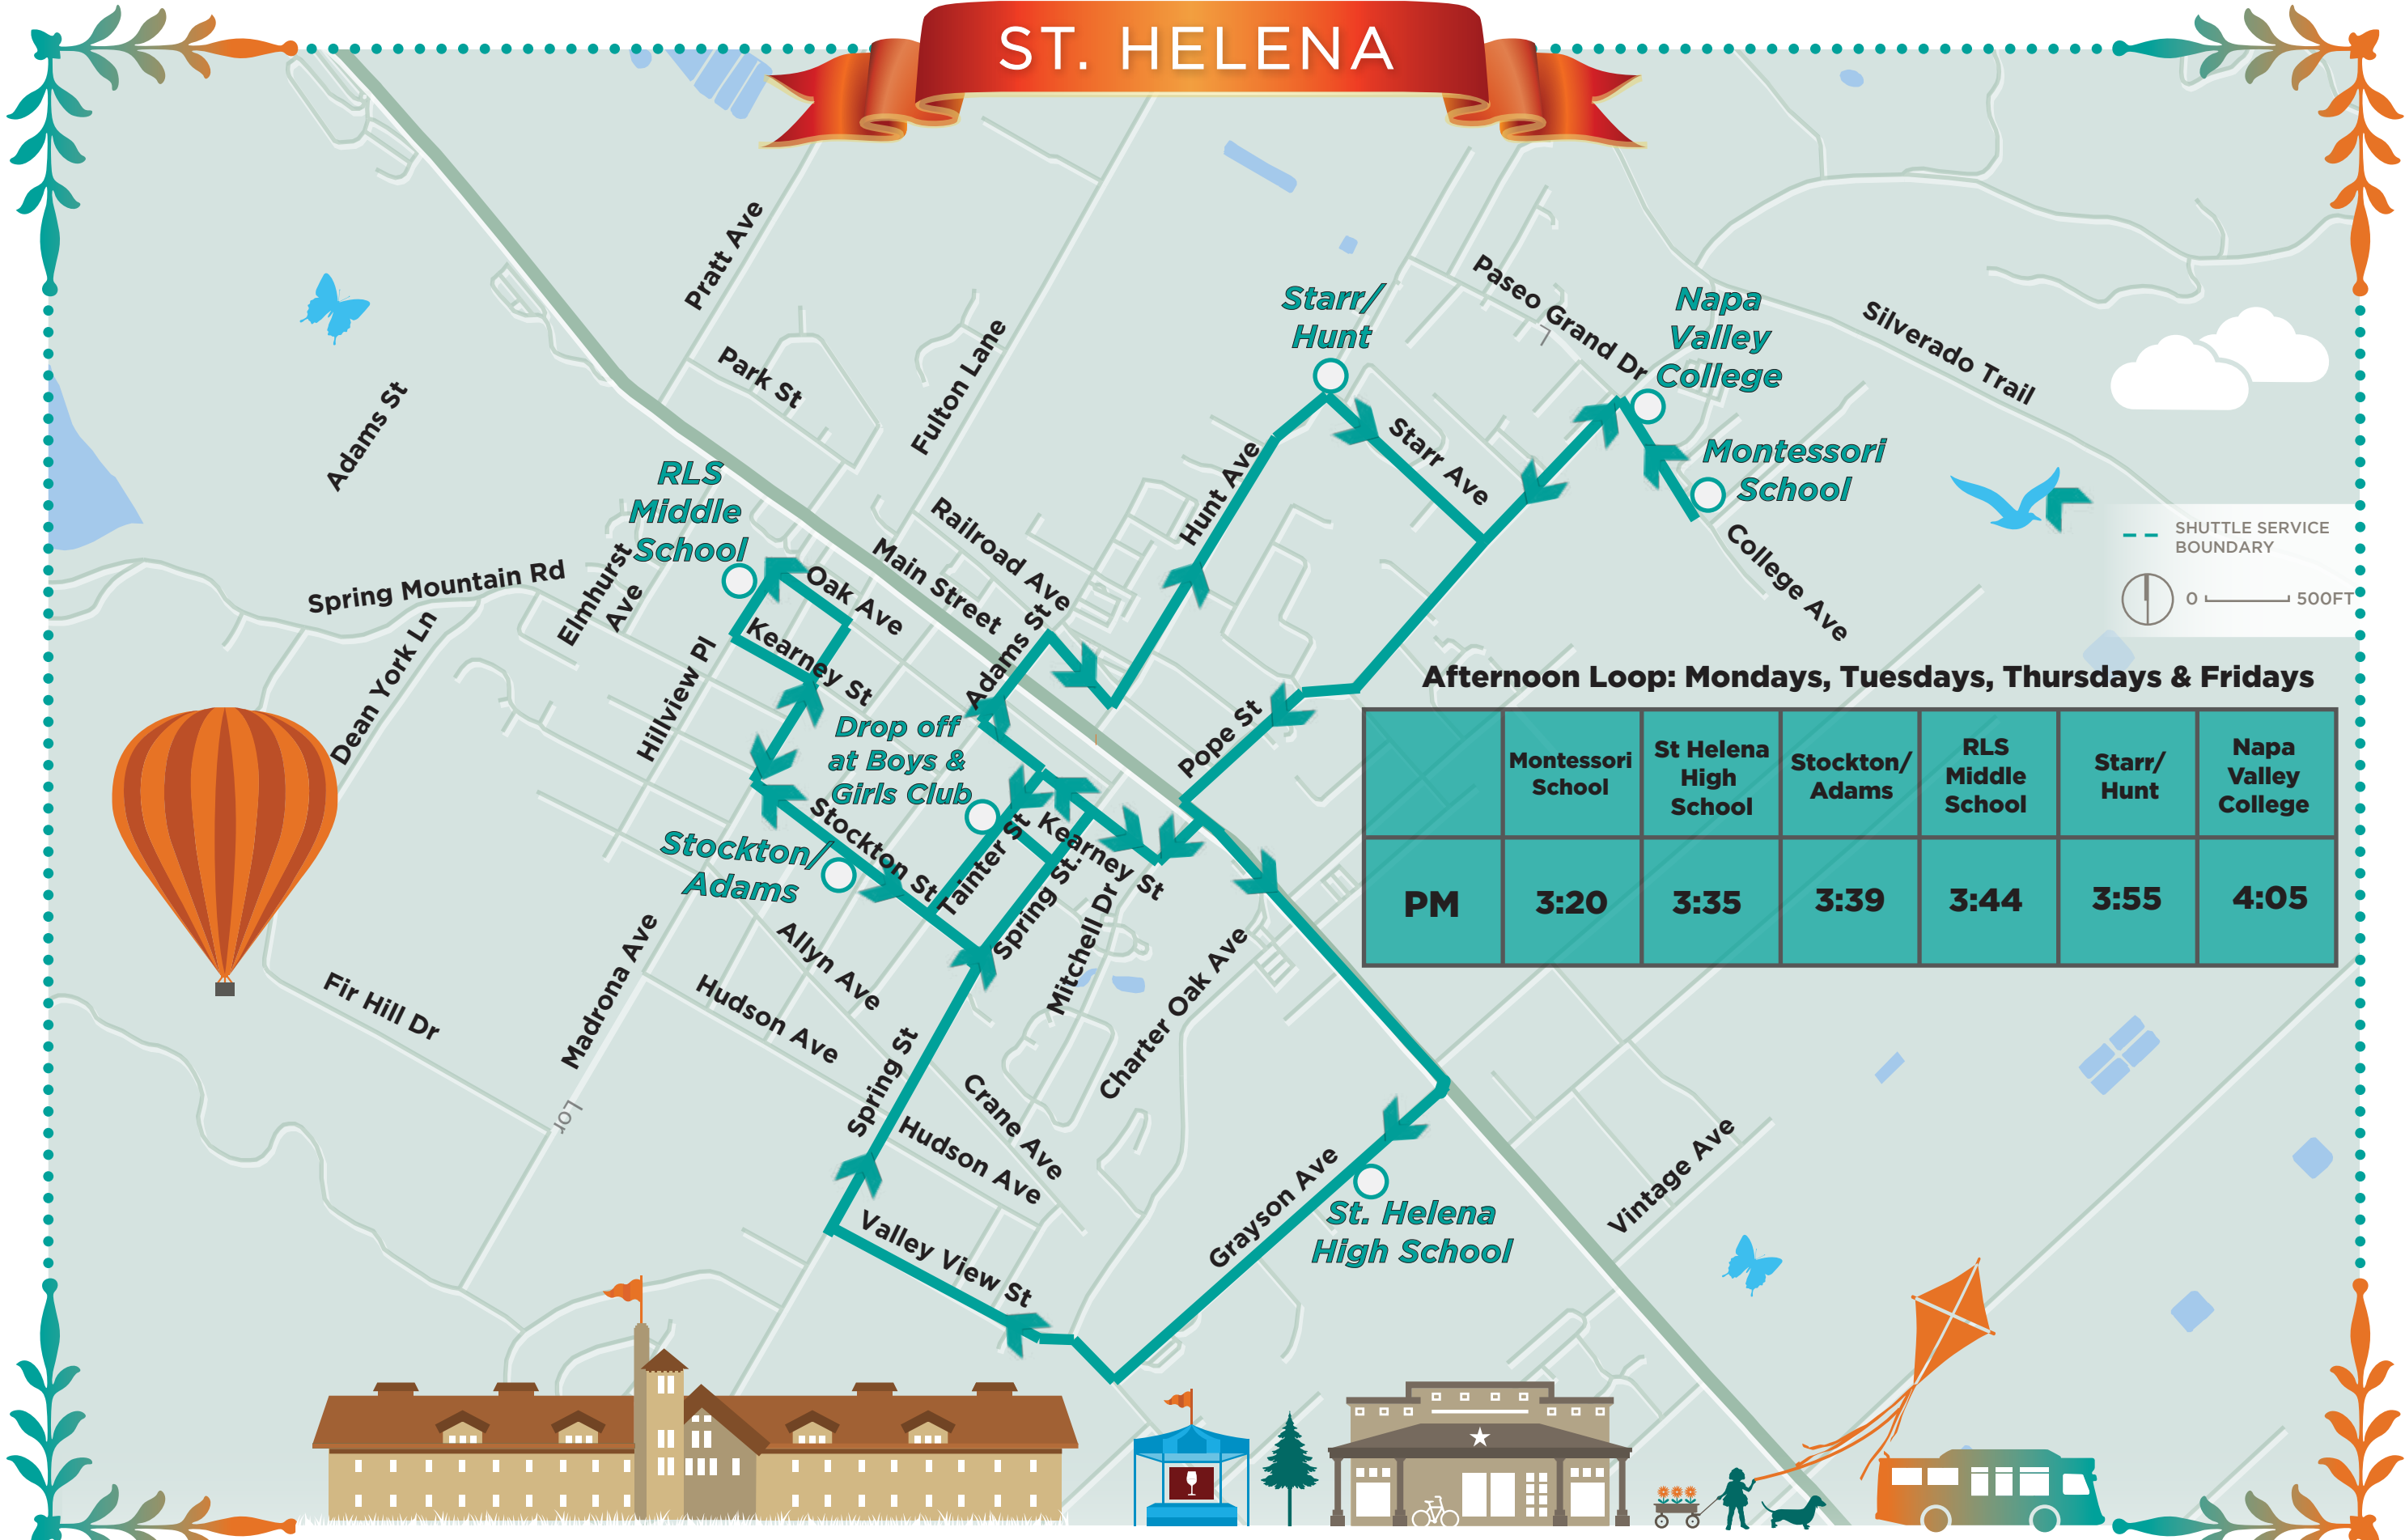 ST. HELENA
Pratt Ave
Park St
Fulton Lane
Adams St
Starr/
Hunt
Paseo Grand Dr
Napa
Valley
College
Silverado Trail
Montessori
School
Starr Ave
Hunt Ave
College Ave
RLS
Middle
School
Railroad Ave
Main Street
Oak Ave
Adams St
Spring Mountain Rd
Elmhurst
Ave
Dean York Ln
Hillview Pl
Kearney St
Drop off
at Boys &
Girls Club
Pope St
Stockton/
Adams
Stockton St
Tainter St
Spring St.
Kearney St
Mitchell Dr
Charter Oak Ave
Allyn Ave
Hudson Ave
Madrona Ave
Fir Hill Dr
Lor
Spring St
Crane Ave
Hudson Ave
Valley View St
Grayson Ave
St. Helena
High School
Vintage Ave
SHUTTLE SERVICE
BOUNDARY
0 500FT
Afternoon Loop: Mondays, Tuesdays, Thursdays & Fridays
Montessori
School
St Helena
High
School
Stockton/
Adams
RLS
Middle
School
Starr/
Hunt
Napa
Valley
College
PM 3:20 3:35 3:39 3:44 3:55 4:05